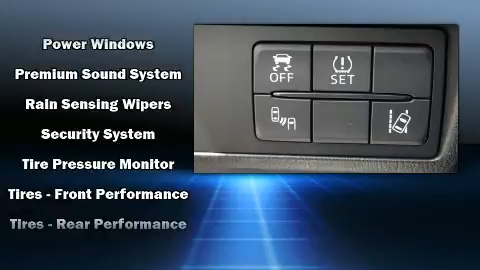 Power Windows
Premium Sound System
Rain Sensing Wipers
Security System
Tire Pressure Monitor
Tires - Front Performance
Tires - Rear Performance
OFF
SET